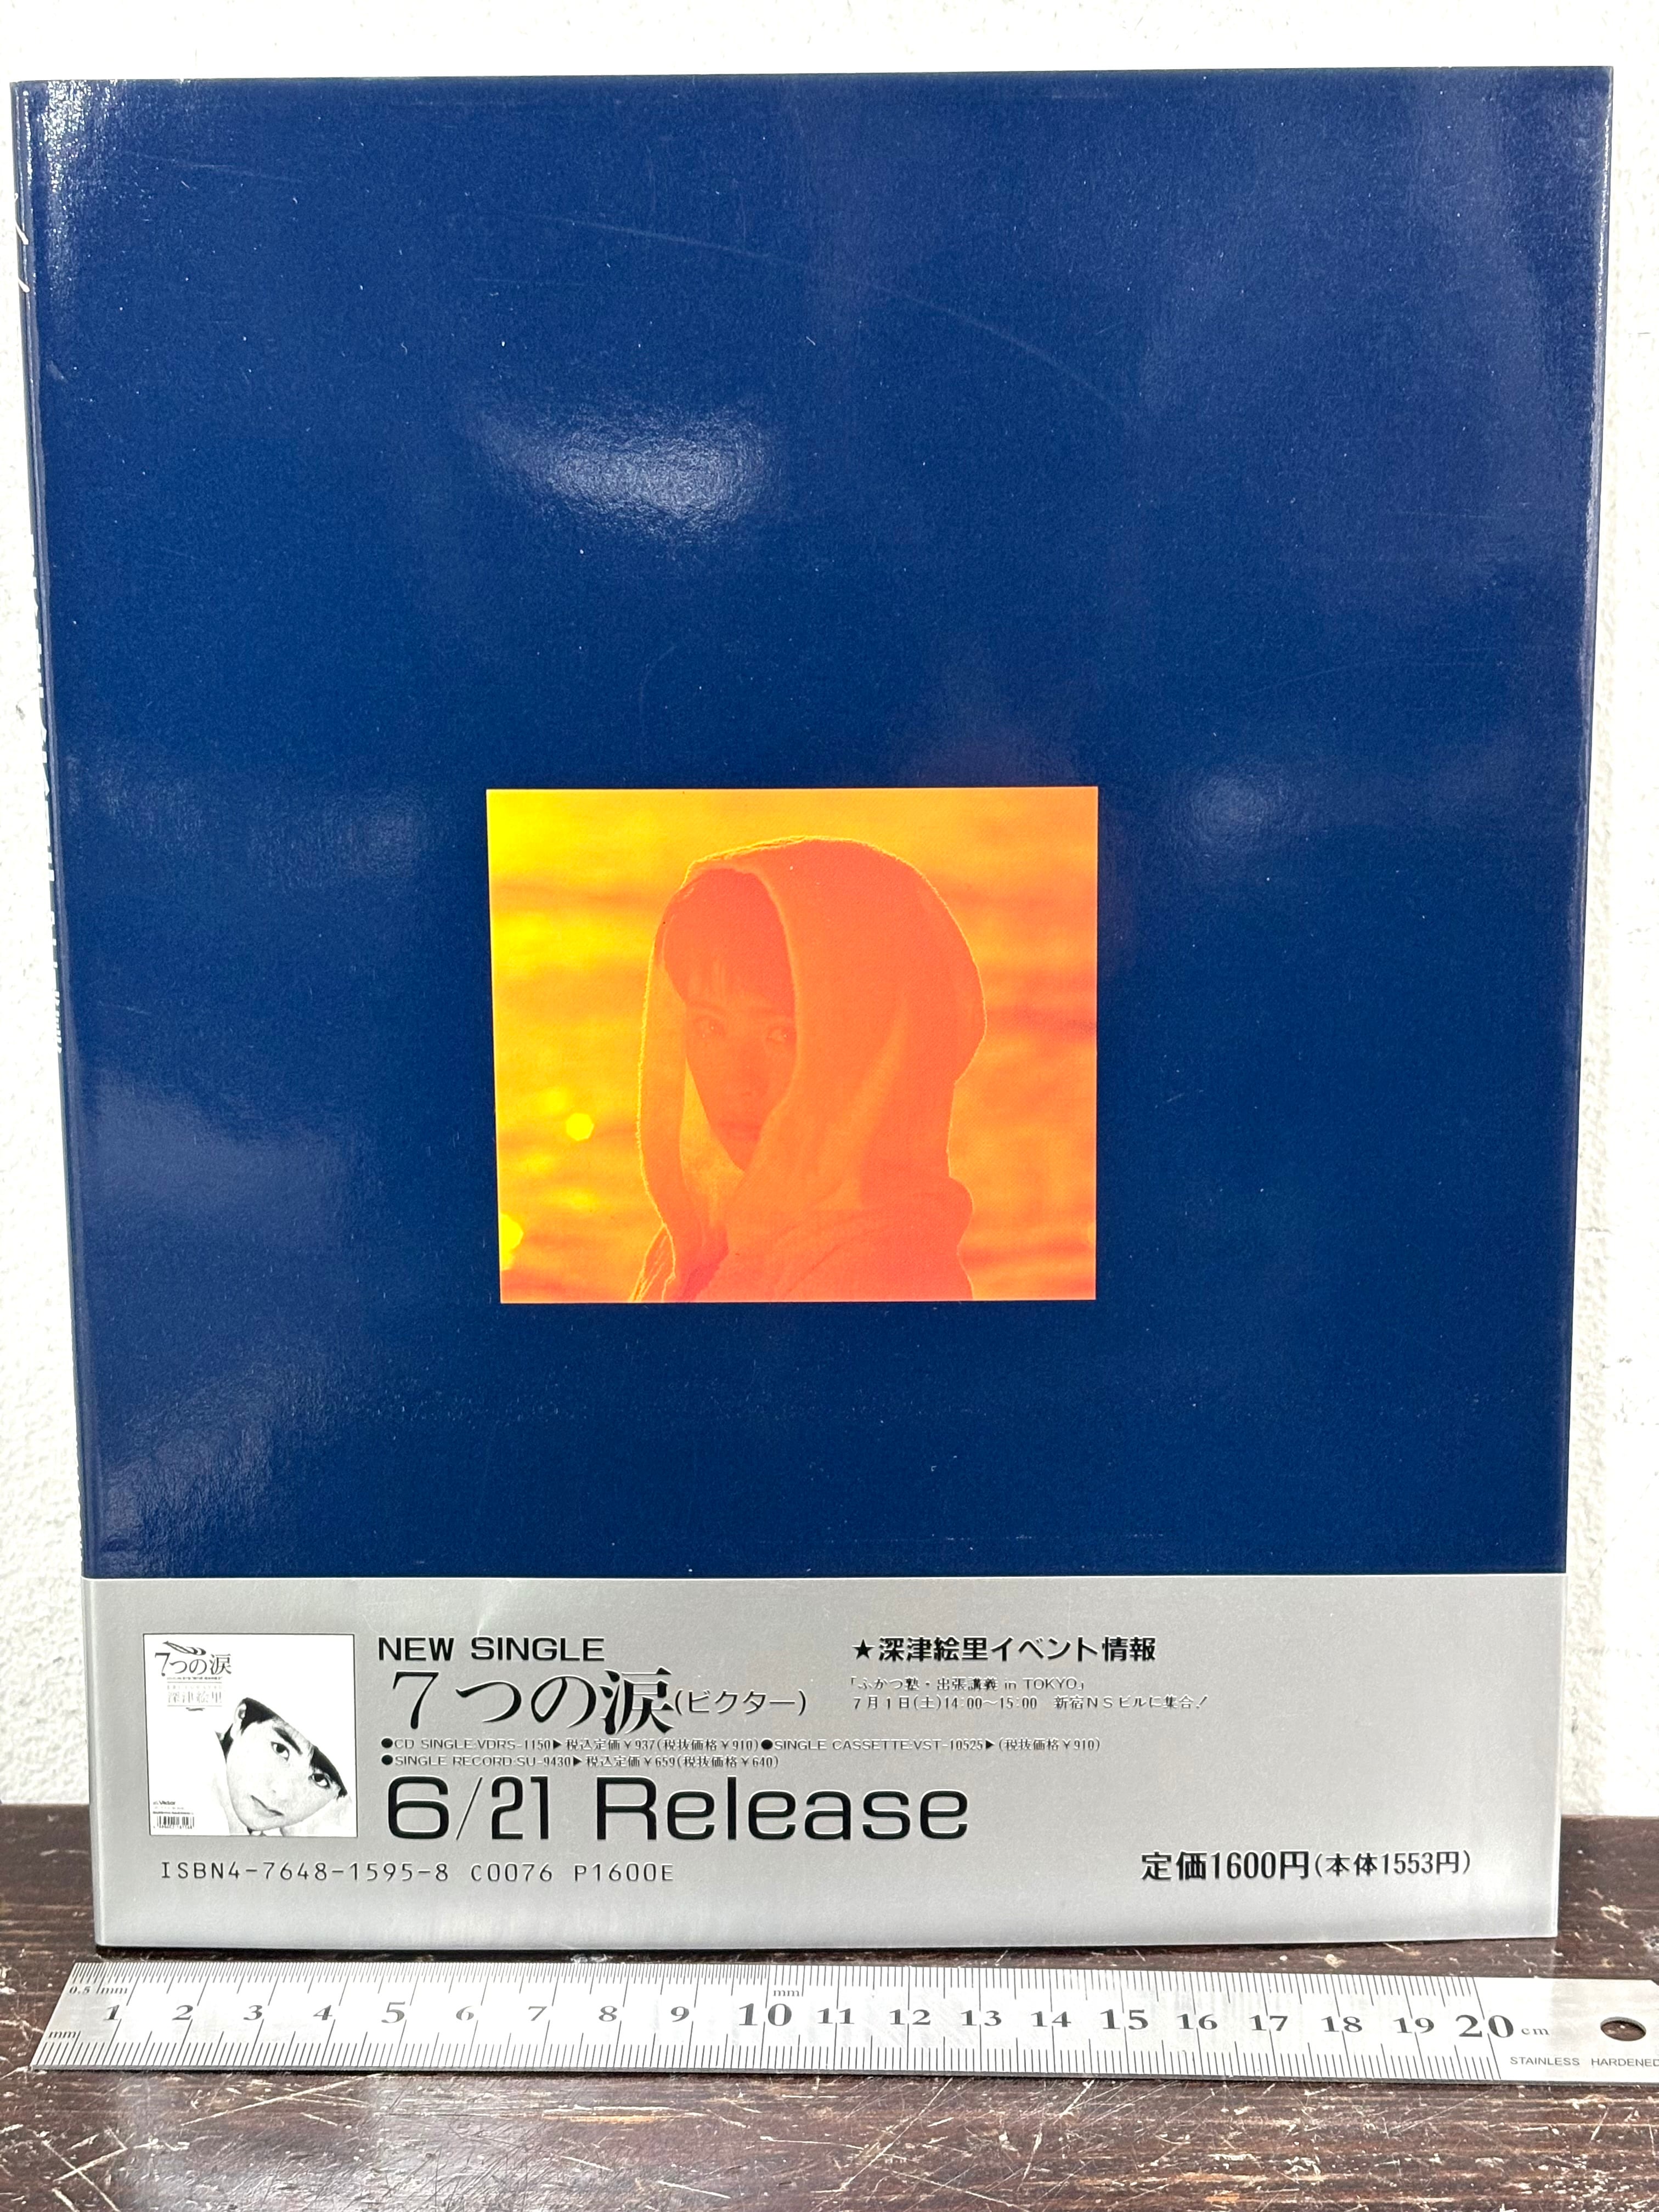 7つの涙
深津絵里
Victor
NEW SINGLE
7つの涙(ビクター)
●CD SINGLE:VDRS-1150▶税込定価¥937(税抜価格¥910)●SINGLE CASSETTE:VST-10525▶(税抜価格¥910)
●SINGLE RECORD:SU-9430▶税込定価¥659(税抜価格¥640)
6/21 Release
★深津絵里イベント情報
「ふかつ塾・出張講義 in TOKYO」
7月1日(土)14:00〜15:00 新宿NSビルに集合!
ISBN4-7648-1595-8 C0076 P1600E
定価1600円(本体1553円)
0.5 mm
mm
1 2 3 4 5 6 7 8 9 10 11 12 13 14 15 16 17 18 19 20 cm
mm
STAINLESS HARDENED